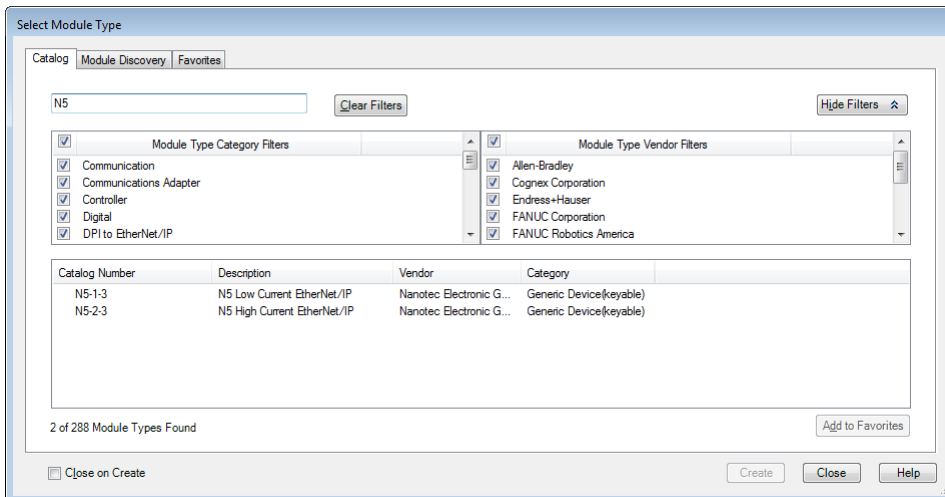 Select Module Type
Catalog Module Discovery Favorites
N5 Clear Filters Hide Filters
Module Type Category Filters Module Type Vendor Filters
Communication Allen-Bradley
Communications Adapter Cognex Corporation
Controller Endress+Hauser
Digital FANUC Corporation
DPI to EtherNet/IP FANUC Robotics America
Catalog Number Description Vendor Category
N5-1-3 N5 Low Current EtherNet/IP Nanotec Electronic G... Generic Device(keyable)
N5-2-3 N5 High Current EtherNet/IP Nanotec Electronic G... Generic Device(keyable)
2 of 288 Module Types Found Add to Favorites
Close on Create Create Close Help